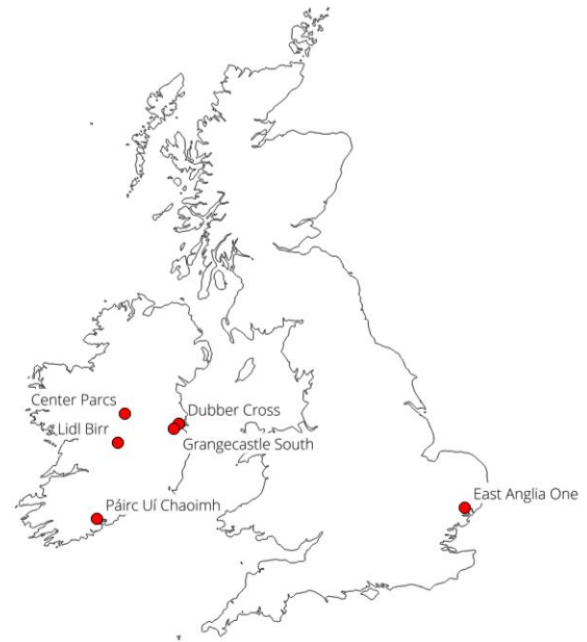 Center Parcs
Dubber Cross
Lidl Birr
Grangecastle South
East Anglia One
Páirc Uí Chaoimh